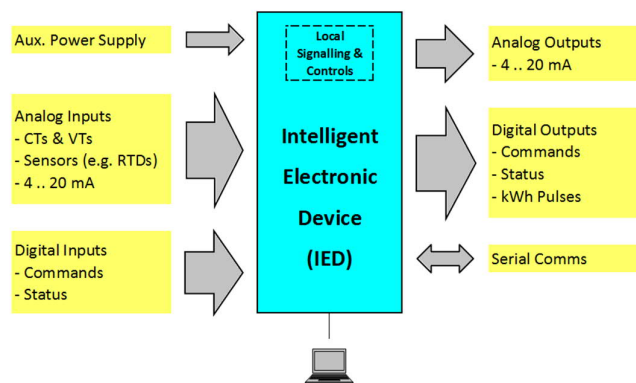 Aux. Power Supply
Analog Inputs
- CTs & VTs
- Sensors (e.g. RTDs)
- 4 .. 20 mA
Digital Inputs
- Commands
- Status
Local
Signalling &
Controls
Intelligent
Electronic
Device
(IED)
Analog Outputs
- 4 .. 20 mA
Digital Outputs
- Commands
- Status
- kWh Pulses
Serial Comms